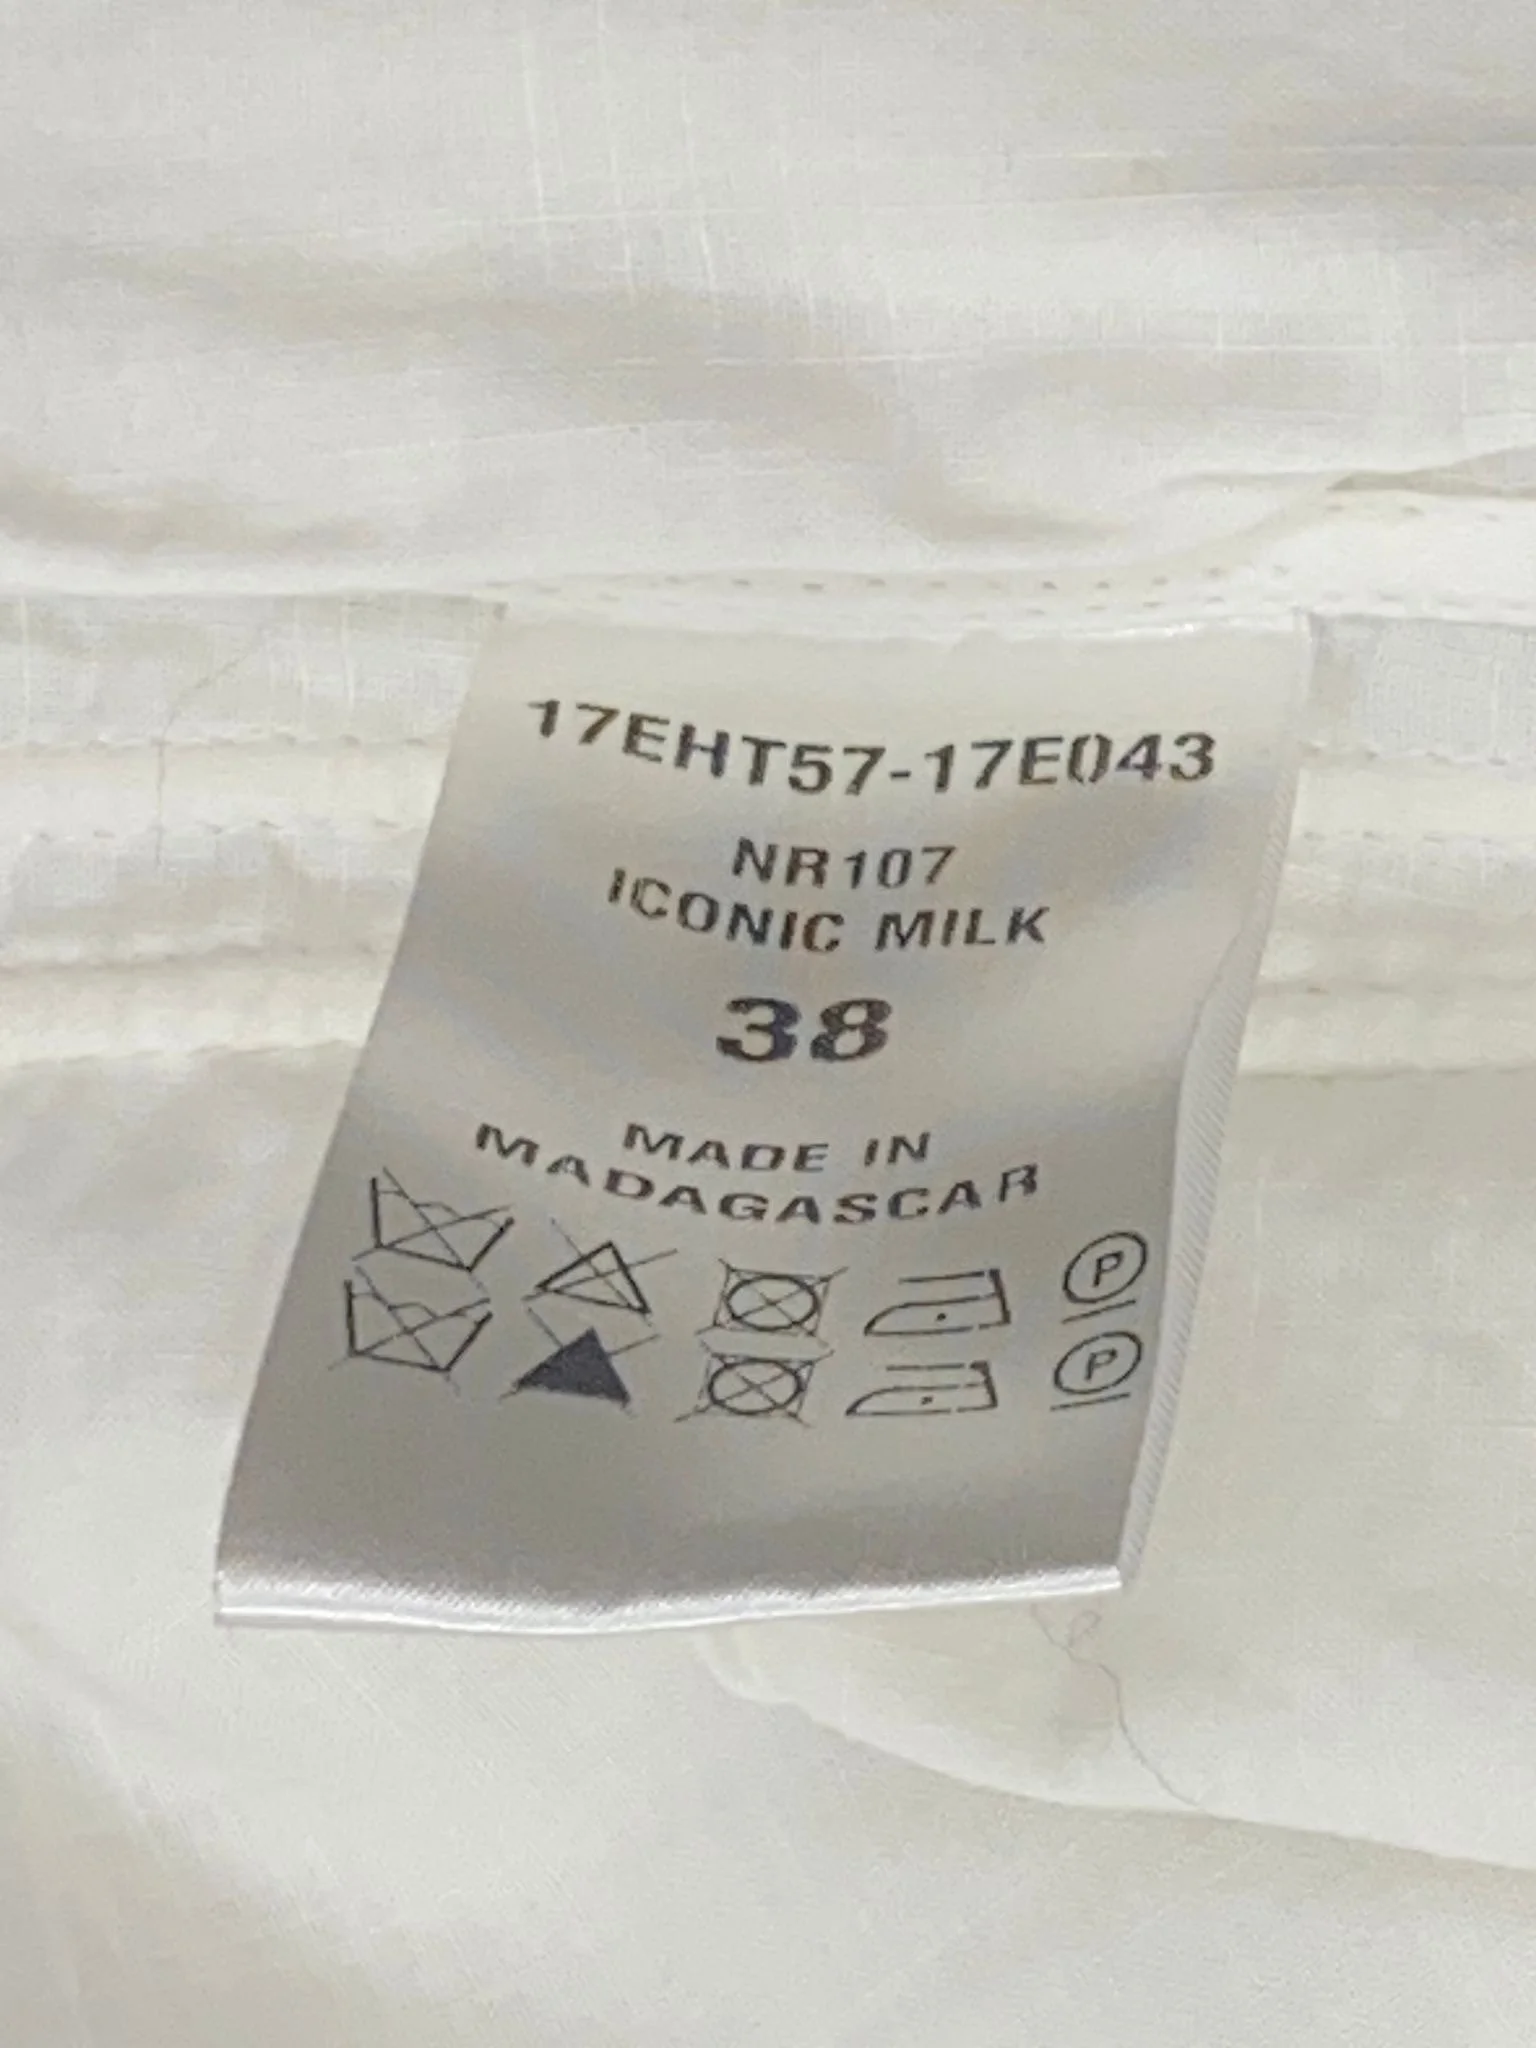 17EHT57-17E043
NR107
ICONIC MILK
38
MADE IN
MADAGASCAR
P
P